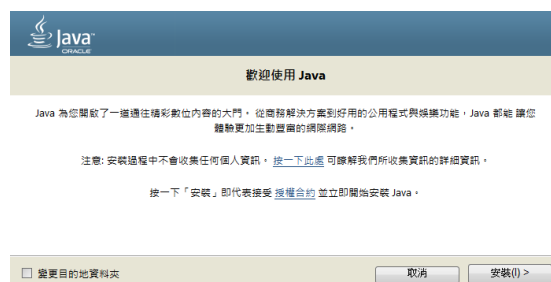 Java™
ORACLE
歡迎使用 Java
Java 為您開啟了一道通往精彩數位內容的大門。 從商務解決方案到好用的公用程式與娛樂功能，Java 都能 讓您
體驗更加生動豐富的網際網路。
注意: 安裝過程中不會收集任何個人資訊。 按一下此處 可瞭解我們所收集資訊的詳細資訊。
按一下「安裝」即代表接受 授權合約 並立即開始安裝 Java。
變更目的地資料夾
取消
安裝(I) >